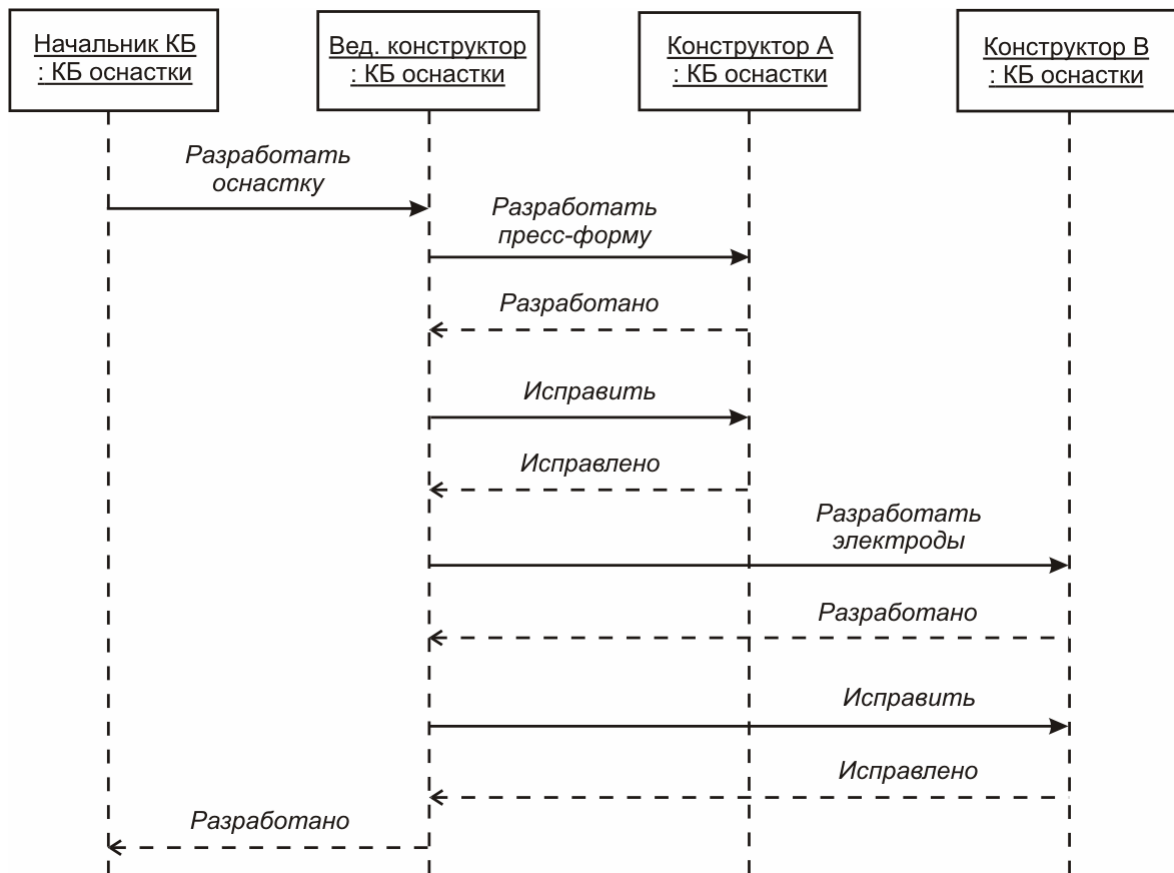 Начальник КБ
: КБ оснастки
Вед. конструктор
: КБ оснастки
Конструктор А
: КБ оснастки
Конструктор В
: КБ оснастки
Разработать
оснастку
Разработать
пресс-форму
Разработано
Исправить
Исправлено
Разработать
электроды
Разработано
Исправить
Исправлено
Разработано